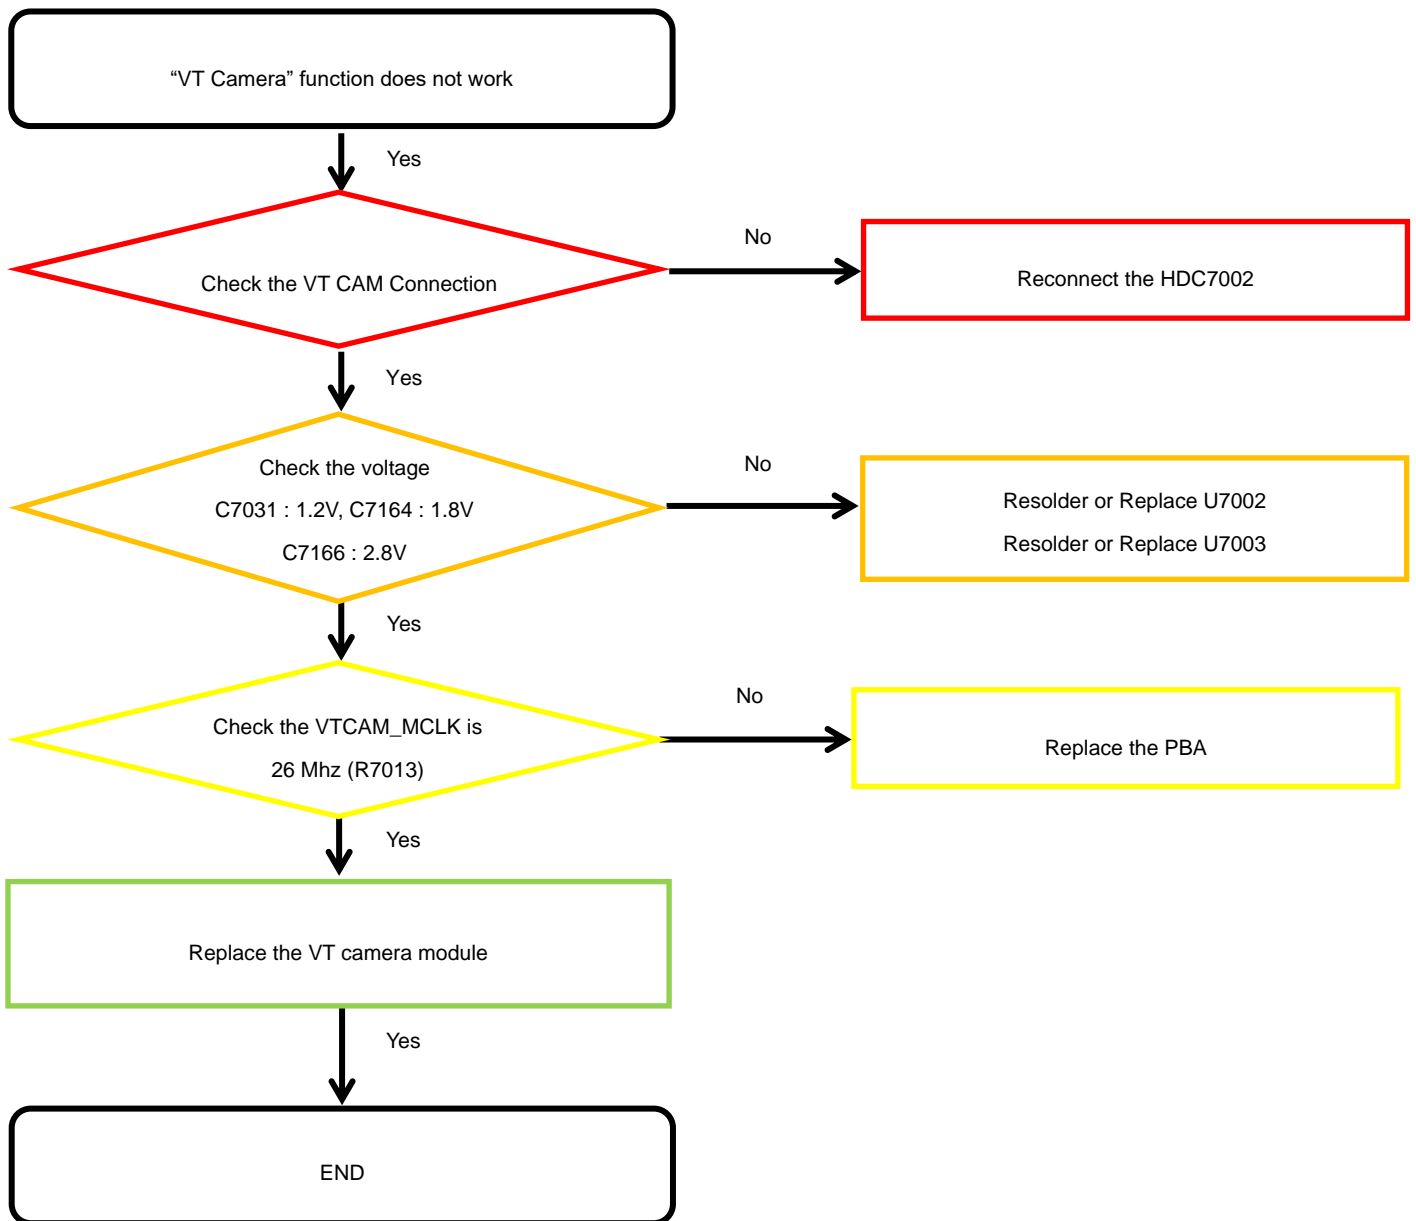 “VT Camera” function does not work
Yes
Check the VT CAM Connection
No
Reconnect the HDC7002
Yes
Check the voltage
C7031 : 1.2V, C7164 : 1.8V
C7166 : 2.8V
No
Resolder or Replace U7002
Resolder or Replace U7003
Yes
Check the VTCAM_MCLK is
26 Mhz (R7013)
No
Replace the PBA
Yes
Replace the VT camera module
Yes
END